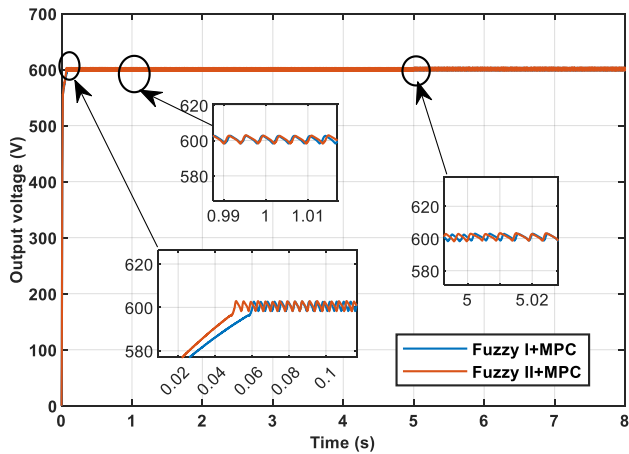 700
600
500
400
300
200
100
0
Output voltage (V)
620
600
580
0.99 1 1.01
620
600
580
5 5.02
620
600
580
0.02 0.04 0.06 0.08 0.1
Fuzzy I+MPC
Fuzzy II+MPC
0 1 2 3 4 5 6 7 8
Time (s)